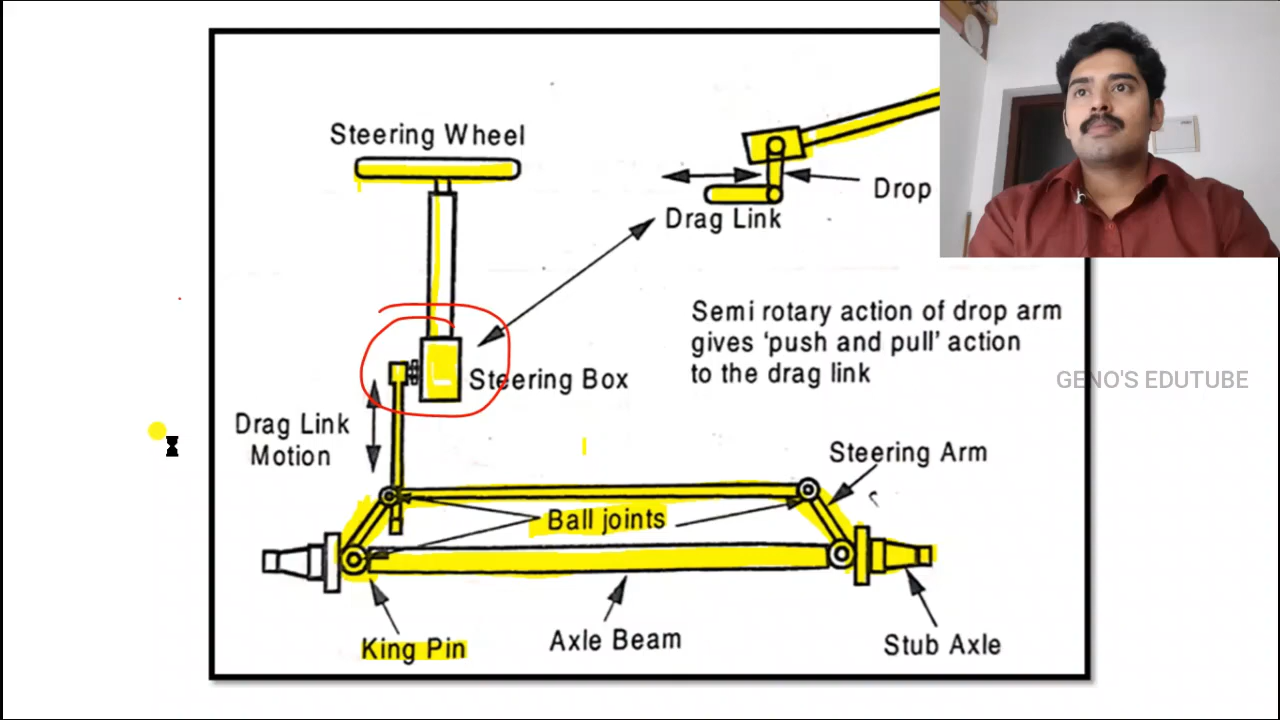 Steering Wheel
Drop
Drag Link
Semi rotary action of drop arm
gives ‘push and pull’ action
to the drag link
GENO'S EDUTUBE
Steering Box
Drag Link
Motion
Steering Arm
Ball joints
King Pin
Axle Beam
Stub Axle